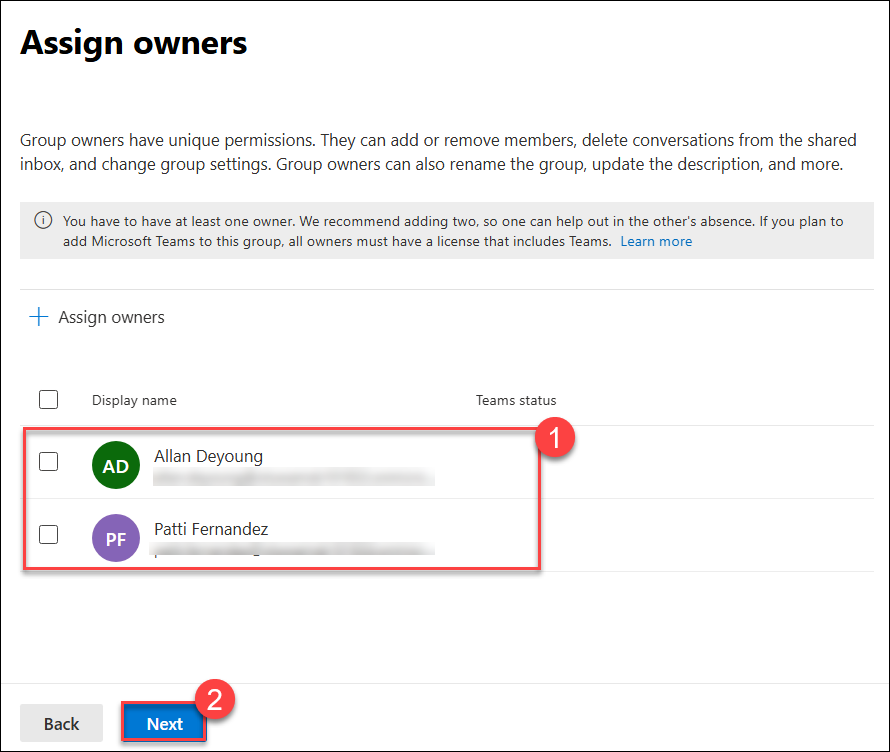 Assign owners
Group owners have unique permissions. They can add or remove members, delete conversations from the shared
inbox, and change group settings. Group owners can also rename the group, update the description, and more.
You have to have at least one owner. We recommend adding two, so one can help out in the other's absence. If you plan to
add Microsoft Teams to this group, all owners must have a license that includes Teams. Learn more
Assign owners
Display name Teams status
1
AD Allan Deyoung
PF Patti Fernandez
2
Back Next